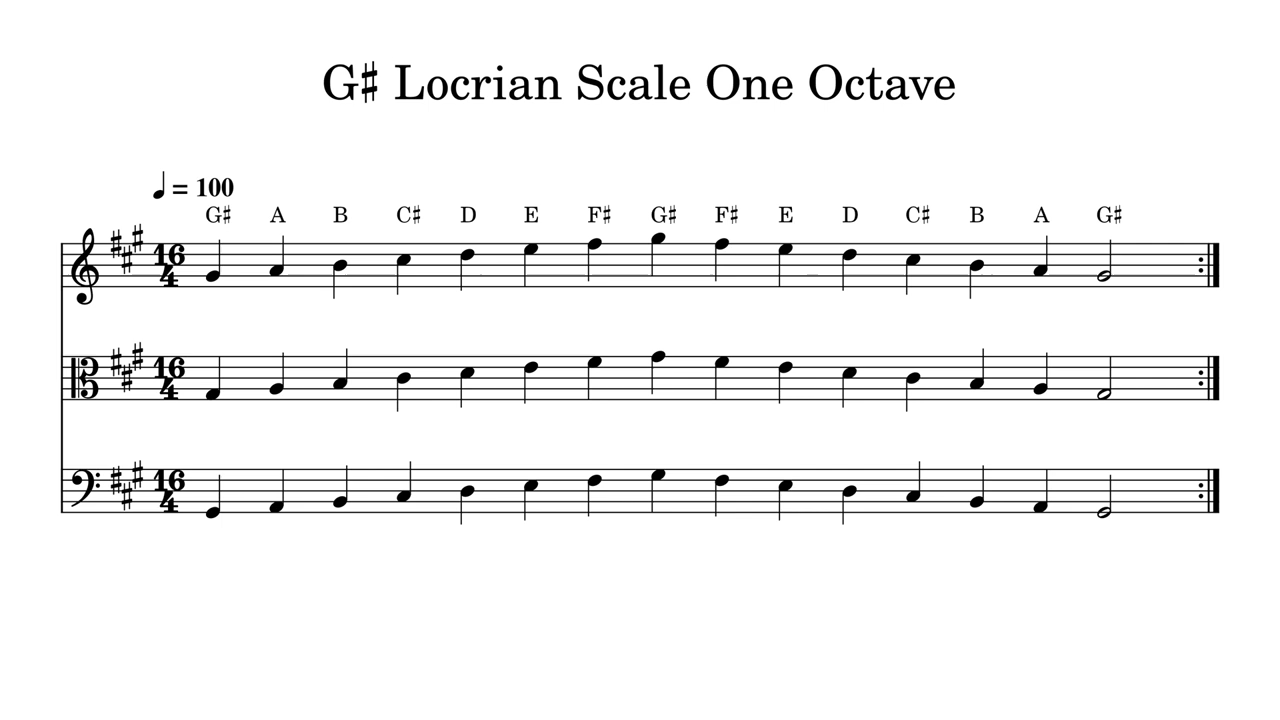 G♯ Locrian Scale One Octave
♩ = 100
G♯ A B C♯ D E F♯ G♯ F♯ E D C♯ B A G♯
16
4
16
4
16
4